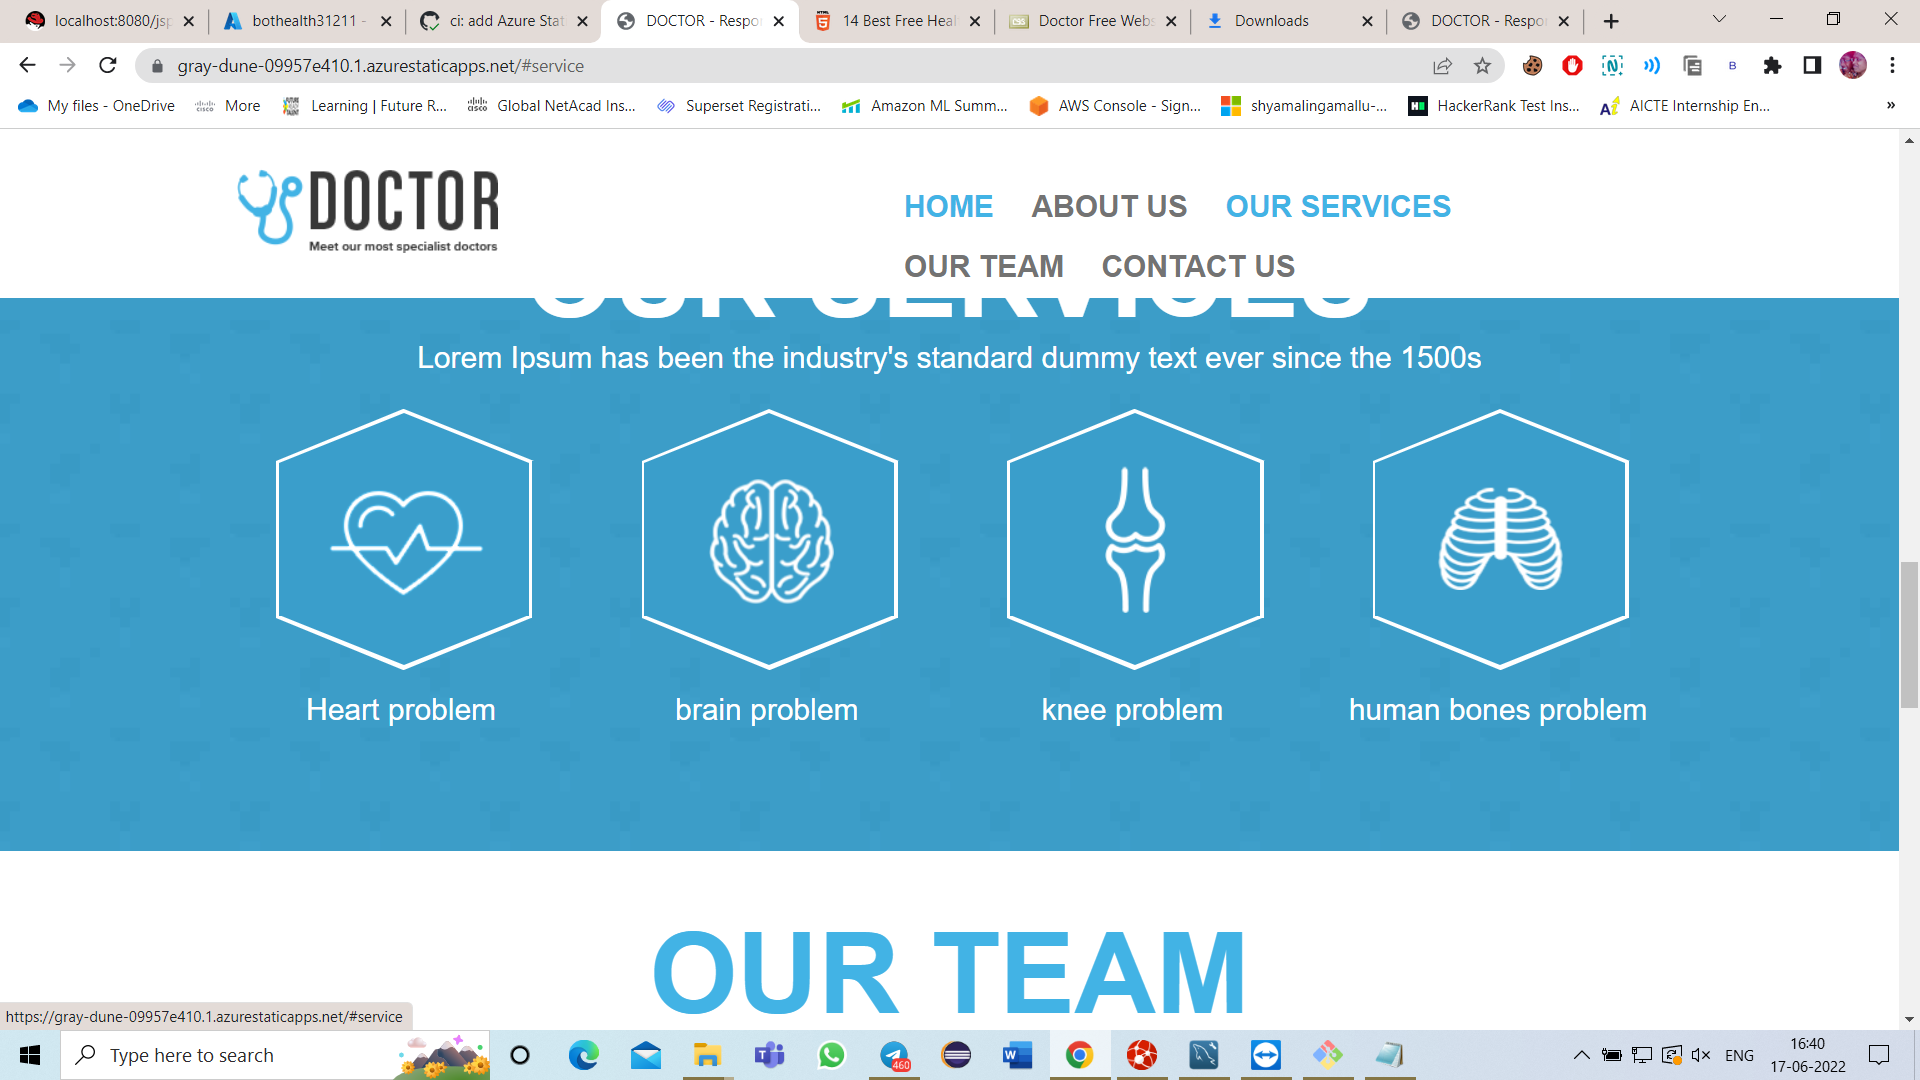 localhost:8080/jsp
bothealth31211 -
ci: add Azure Stat
DOCTOR - Respo
14 Best Free Heal
Doctor Free Webs
Downloads
DOCTOR - Respo
gray-dune-09957e410.1.azurestaticapps.net/#service
My files - OneDrive
More
Learning | Future R...
Global NetAcad Ins...
Superset Registrati...
Amazon ML Summ...
AWS Console - Sign...
shyamalingamallu-...
HackerRank Test Ins...
AICTE Internship En...
»
DOCTOR
Meet our most specialist doctors
HOME ABOUT US OUR SERVICES
OUR TEAM CONTACT US
OUR SERVICES
Lorem Ipsum has been the industry's standard dummy text ever since the 1500s
Heart problem
brain problem
knee problem
human bones problem
OUR TEAM
https://gray-dune-09957e410.1.azurestaticapps.net/#service
Type here to search
460
ENG
16:40
17-06-2022